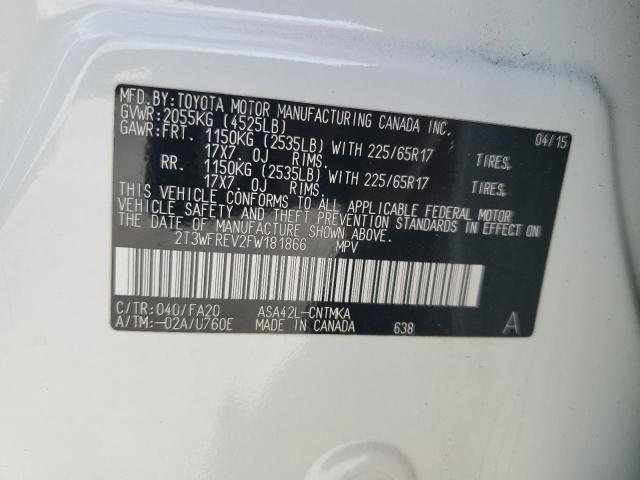 MFD.BY:TOYOTA MOTOR MANUFACTURING CANADA INC.
GVWR:2055KG (4525LB) 04/15
GAWR:FRT. 1150KG (2535LB) WITH 225/65R17 TIRES.
17X7.0J RIMS.
RR. 1150KG (2535LB) WITH 225/65R17 TIRES.
17X7.0J RIMS.
THIS VEHICLE CONFORMS TO ALL APPLICABLE FEDERAL MOTOR
VEHICLE SAFETY AND THEFT PREVENTION STANDARDS IN EFFECT ON
THE DATE OF MANUFACTURE SHOWN ABOVE.
2T3WFREV2FW181866 MPV
C/TR:040/FA20 ASA42L-CNTMKA
A/TM:-02A/U760E MADE IN CANADA 638 A